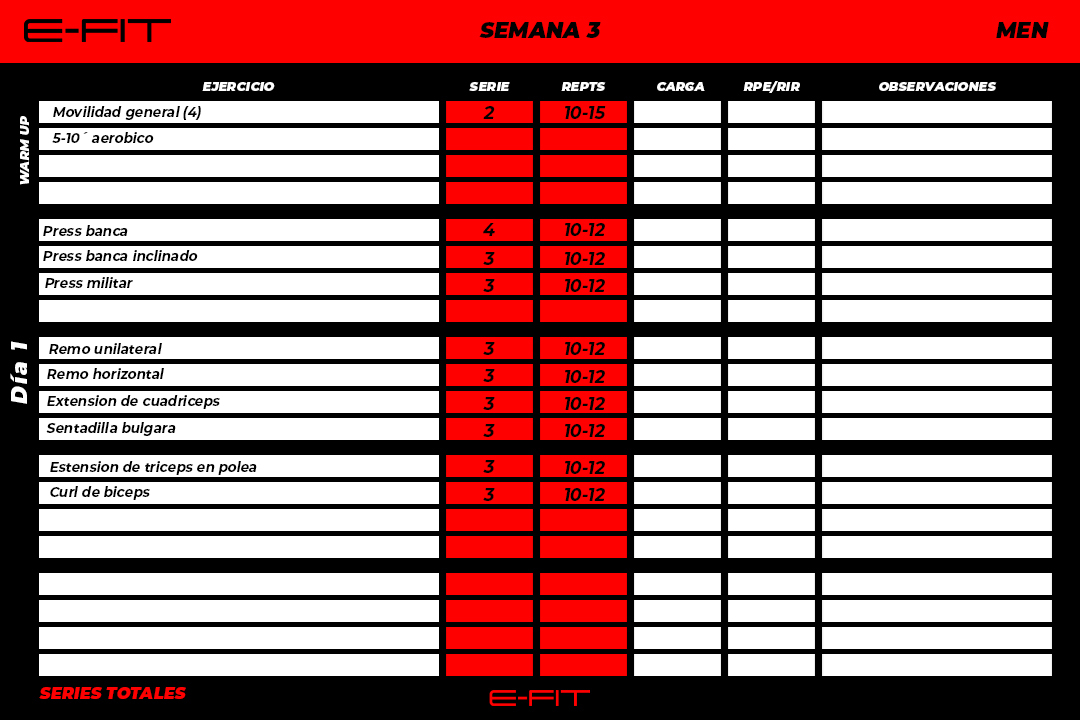 E-FIT SEMANA 3 MEN
EJERCICIO SERIE REPTS CARGA RPE/RIR OBSERVACIONES
WARM UP
Movilidad general (4) 2 10-15
5-10´ aerobico
Día 1
Press banca 4 10-12
Press banca inclinado 3 10-12
Press militar 3 10-12
Remo unilateral 3 10-12
Remo horizontal 3 10-12
Extension de cuadriceps 3 10-12
Sentadilla bulgara 3 10-12
Estension de triceps en polea 3 10-12
Curl de biceps 3 10-12
SERIES TOTALES E-FIT